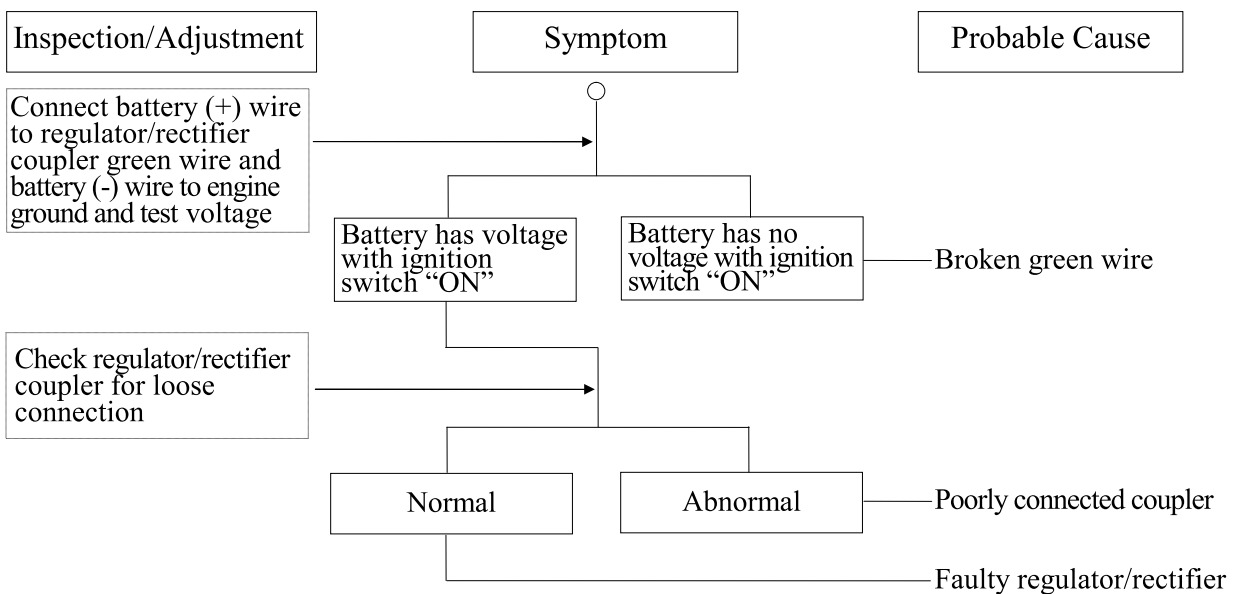 Inspection/Adjustment
Symptom
Probable Cause
Connect battery (+) wire
to regulator/rectifier
coupler green wire and
battery (-) wire to engine
ground and test voltage
Battery has voltage
with ignition
switch “ON”
Battery has no
voltage with ignition
switch “ON”
Broken green wire
Check regulator/rectifier
coupler for loose
connection
Normal
Abnormal
Poorly connected coupler
Faulty regulator/rectifier